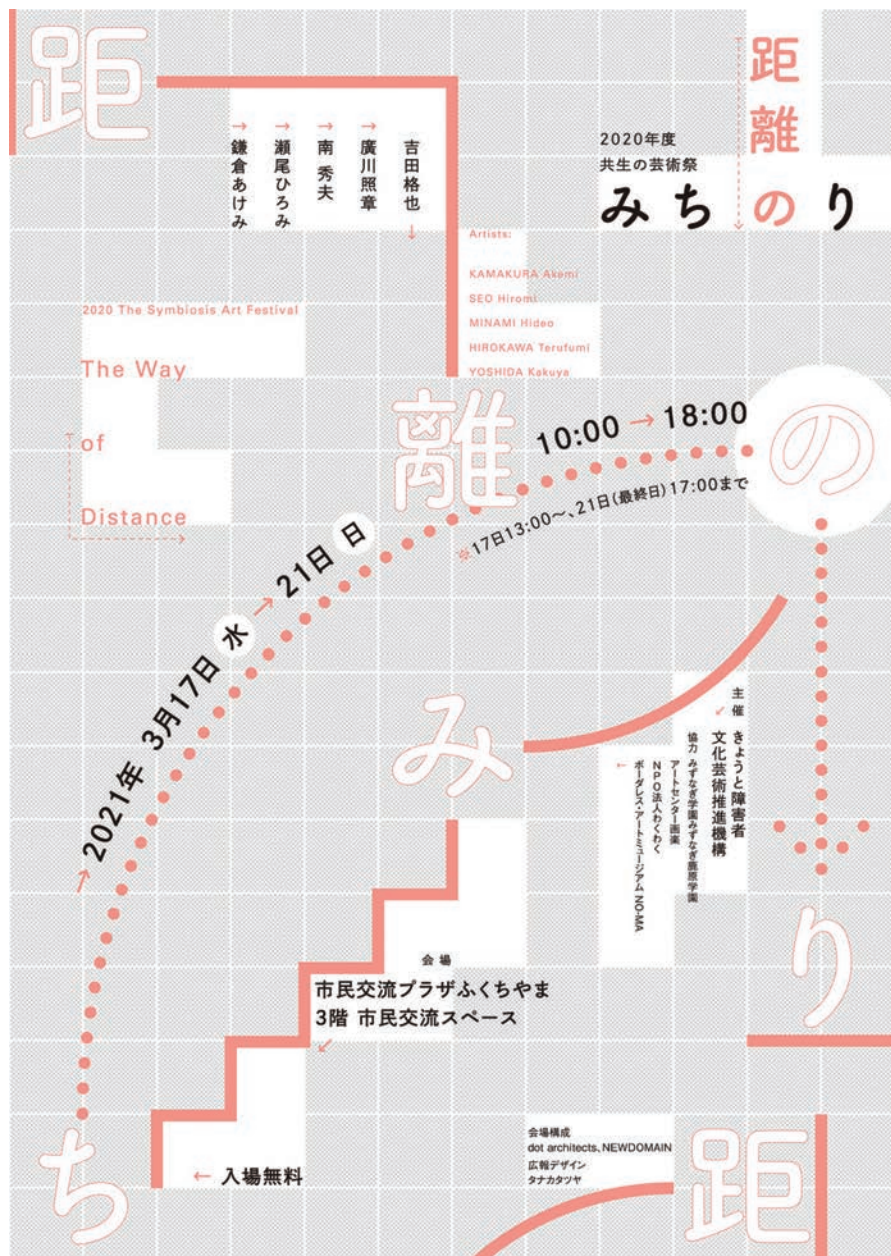 距
離
の
み
ち
り
距
距離の
2020年度
共生の芸術祭
みちのり
吉田格也
↓
→廣川照章
→南 秀夫
→瀬尾ひろみ
→鎌倉あけみ
Artists:
KAMAKURA Akemi
SEO Hiromi
MINAMI Hideo
HIROKAWA Terufumi
YOSHIDA Kakuya
2020 The Symbiosis Art Festival
The Way
of
Distance
10:00→18:00
※17日13:00〜、21日(最終日)17:00まで
→2021年 3月17日 水→21日 日
主催
↙
きょうと障害者
文化芸術推進機構
協力 みずなぎ学園みずなぎ鹿原学園
アートセンター画楽
NPO法人わくわく
ボーダレス・アートミュージアム NO-MA
←
会場
市民交流プラザふくちやま
3階 市民交流スペース
↙
← 入場無料
会場構成
dot architects、NEWDOMAIN
広報デザイン
タナカタツヤ